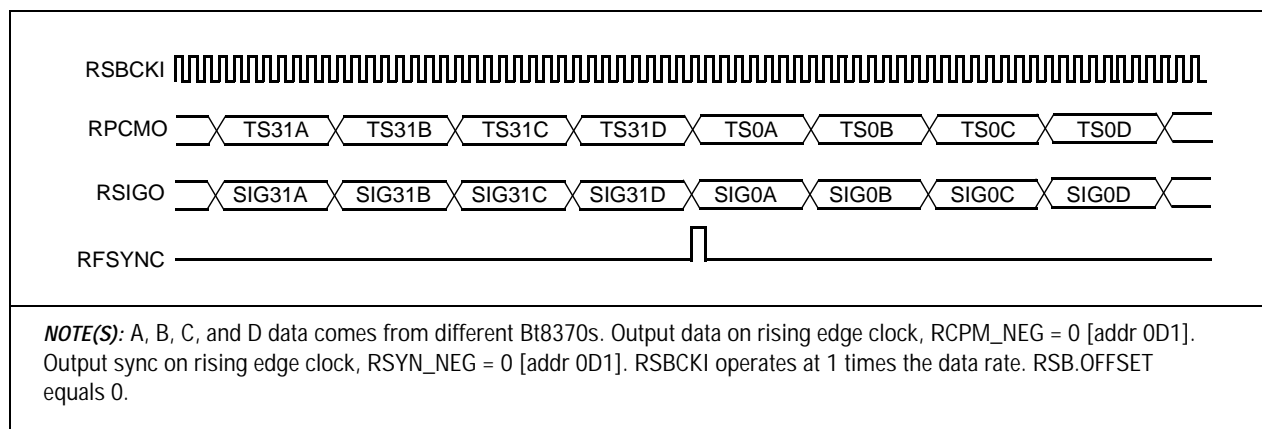 RSBCKI
RPCMO TS31A TS31B TS31C TS31D TS0A TS0B TS0C TS0D
RSIGO SIG31A SIG31B SIG31C SIG31D SIG0A SIG0B SIG0C SIG0D
RFSYNC
NOTE(S): A, B, C, and D data comes from different Bt8370s. Output data on rising edge clock, RCPM_NEG = 0 [addr 0D1].
Output sync on rising edge clock, RSYN_NEG = 0 [addr 0D1]. RSBCKI operates at 1 times the data rate. RSB.OFFSET
equals 0.